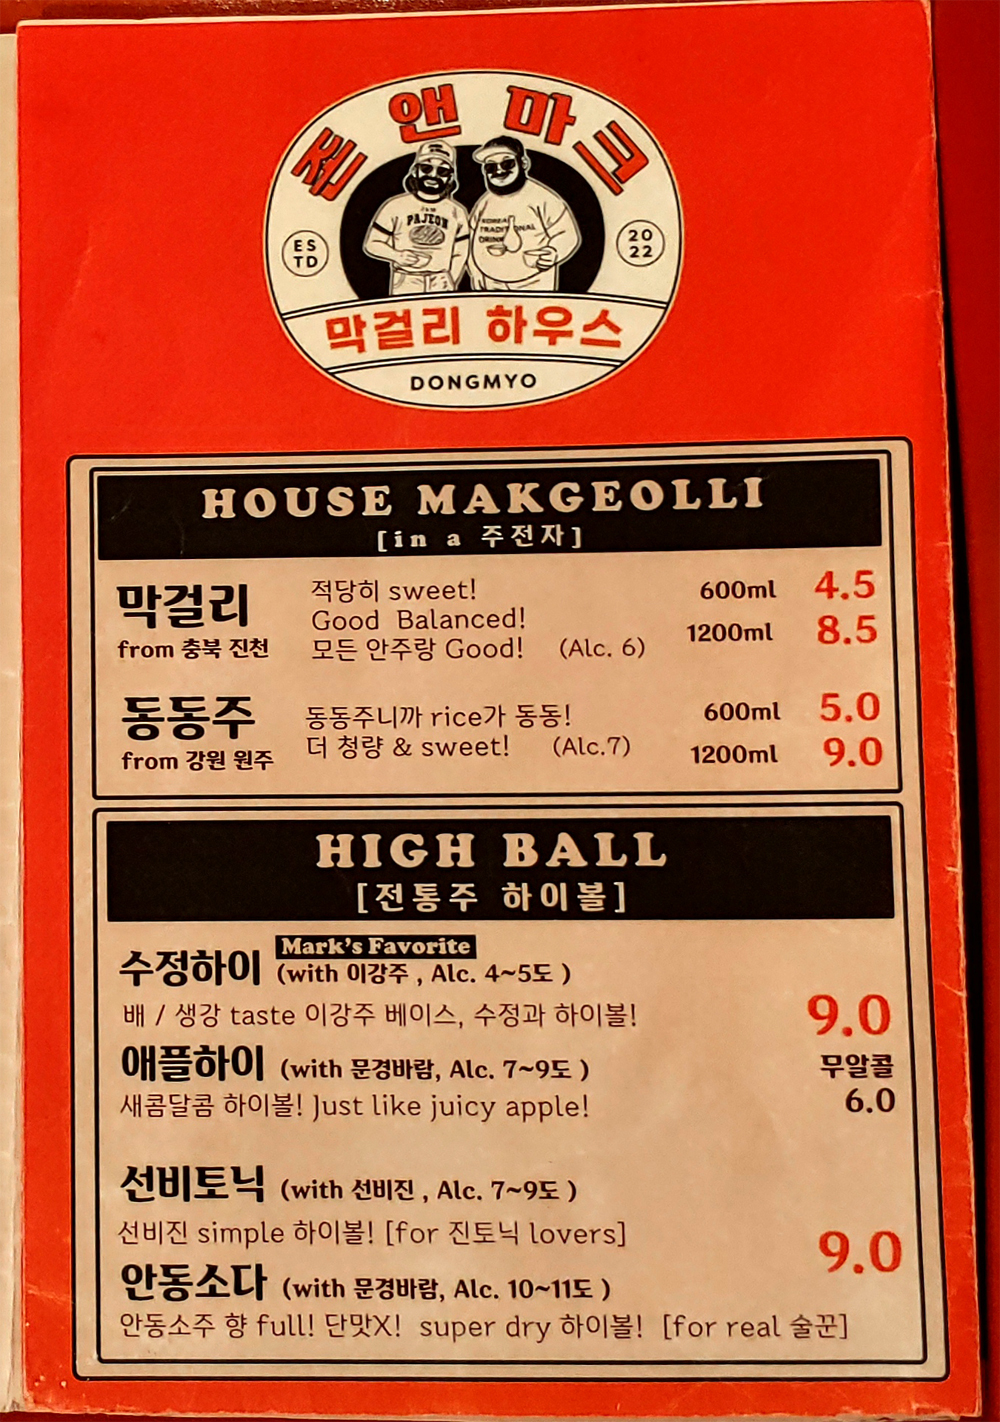 죤 앤 마크
PAJEON
KOREAN
TRADITIONAL
DRINK
ES
TD
20
22
막걸리 하우스
DONGMYO
HOUSE MAKGEOLLI
[in a 주전자]
막걸리 적당히 sweet! 600ml 4.5
Good Balanced! 1200ml 8.5
from 충북 진천 모든 안주랑 Good! (Alc. 6)
동동주 동동주니까 rice가 동동! 600ml 5.0
from 강원 원주 더 청량 & sweet! (Alc.7) 1200ml 9.0
HIGH BALL
[전통주 하이볼]
Mark's Favorite
수정하이 (with 이강주 , Alc. 4~5도 )
배 / 생강 taste 이강주 베이스, 수정과 하이볼! 9.0
애플하이 (with 문경바람, Alc. 7~9도 ) 무알콜
새콤달콤 하이볼! Just like juicy apple! 6.0
선비토닉 (with 선비진 , Alc. 7~9도 )
선비진 simple 하이볼! [for 진토닉 lovers] 9.0
안동소다 (with 문경바람, Alc. 10~11도 )
안동소주 향 full! 단맛X! super dry 하이볼! [for real 술꾼]